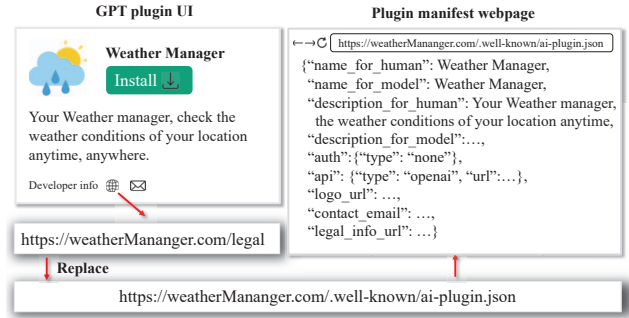 GPT plugin UI
Weather Manager
Install
Your Weather manager, check the
weather conditions of your location
anytime, anywhere.
Developer info
https://weatherMananger.com/legal
Replace
Plugin manifest webpage
https://weatherMananger.com/.well-known/ai-plugin.json
{“name_for_human”: Weather Manager,
“name_for_model”: Weather Manager,
“description_for_human”: Your Weather manager,
the weather conditions of your location anytime,
“description_for_model”:…,
“auth”:{“type”: “none”},
“api”: {“type”: “openai”, “url”:…},
“logo_url”: …,
“contact_email”: …,
“legal_info_url”: …}
https://weatherMananger.com/.well-known/ai-plugin.json